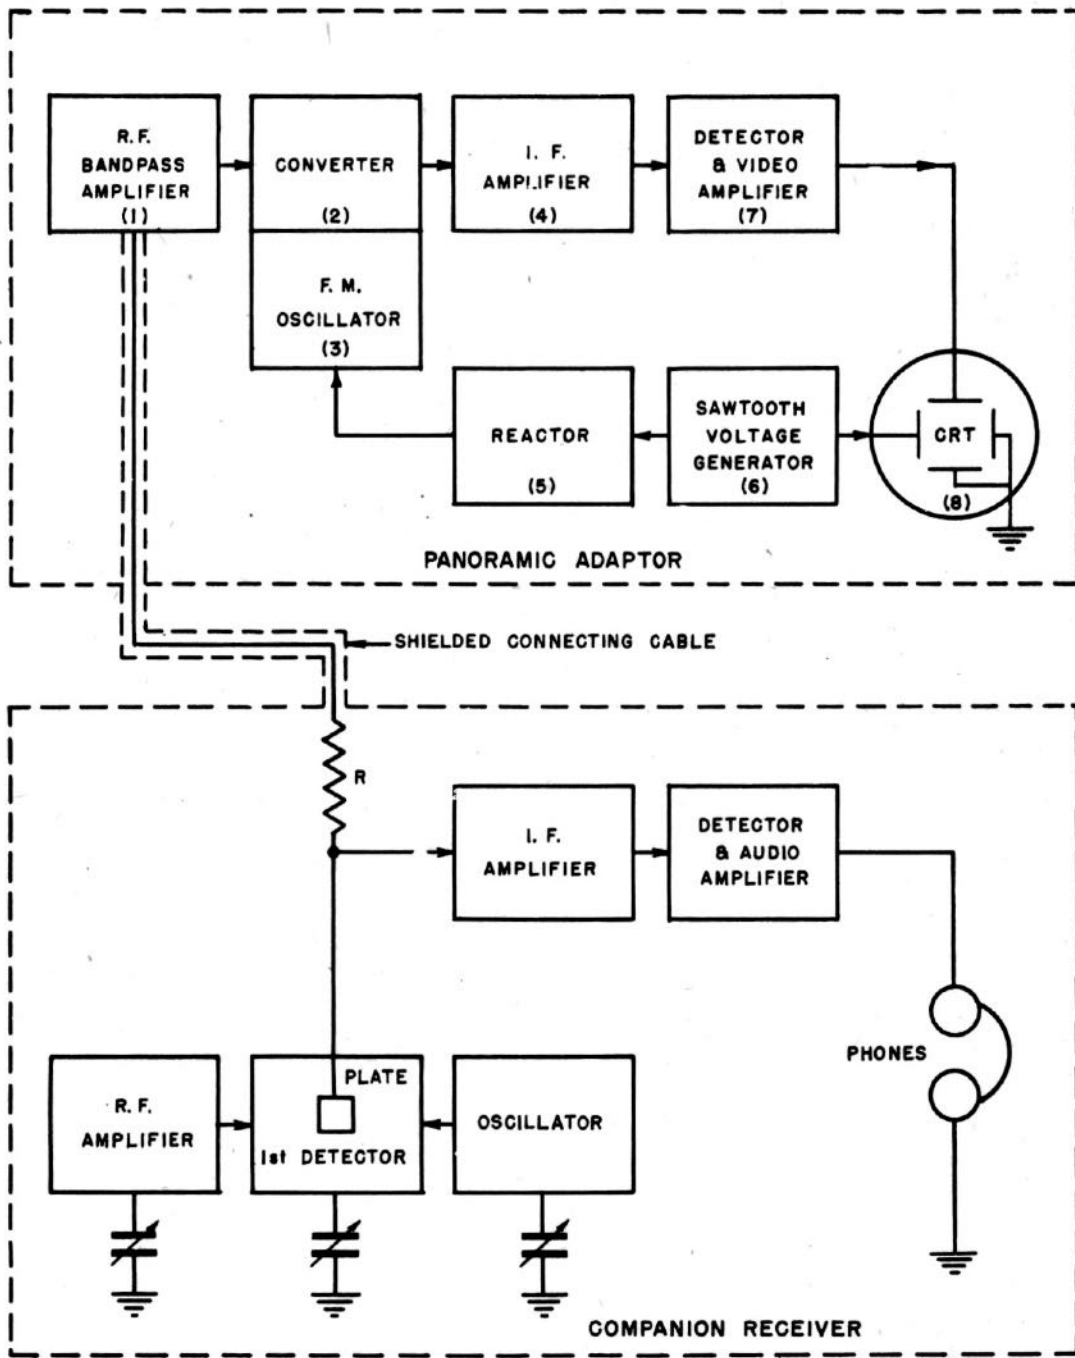 R.F.
BANDPASS
AMPLIFIER
(1)
CONVERTER
(2)
I. F.
AMPLIFIER
(4)
DETECTOR
& VIDEO
AMPLIFIER
(7)
F. M.
OSCILLATOR
(3)
REACTOR
(5)
SAWTOOTH
VOLTAGE
GENERATOR
(6)
CRT
(8)
PANORAMIC ADAPTOR
SHIELDED CONNECTING CABLE
R
I. F.
AMPLIFIER
DETECTOR
& AUDIO
AMPLIFIER
PHONES
R. F.
AMPLIFIER
PLATE
1st DETECTOR
OSCILLATOR
COMPANION RECEIVER